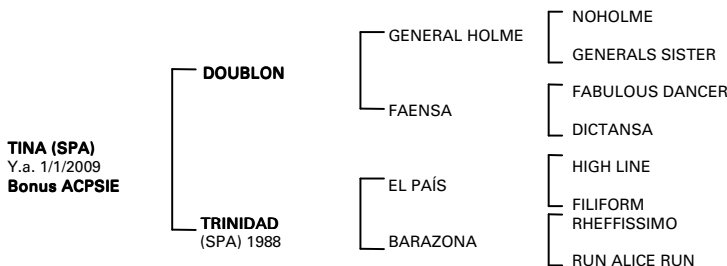 NOHOLME
GENERAL HOLME
GENERALS SISTER
DOUBLON
FABULOUS DANCER
FAENSA
DICTANSA
TINA (SPA)
Y.a. 1/1/2009
Bonus ACPSIE
HIGH LINE
EL PAÍS
FILIFORM
TRINIDAD
(SPA) 1988
RHEFFISSIMO
BARAZONA
RUN ALICE RUN